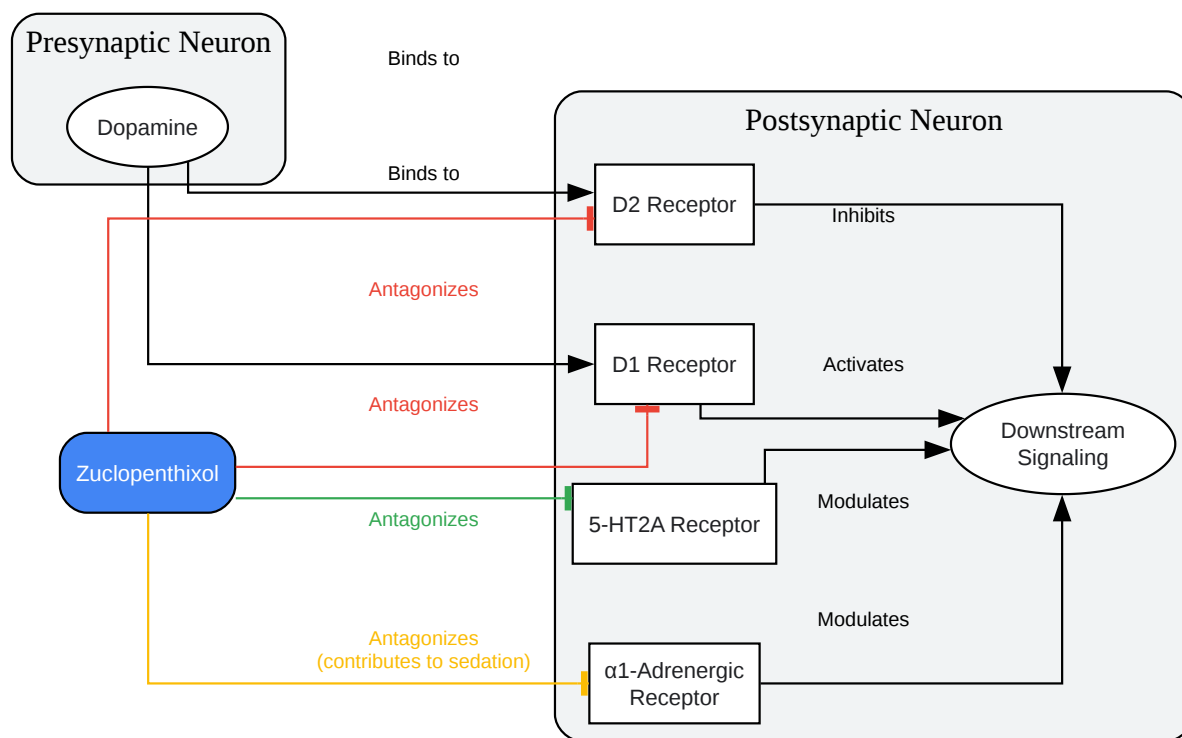 Presynaptic Neuron
Binds to
Dopamine
Postsynaptic Neuron
Binds to
D2 Receptor
Inhibits
Antagonizes
D1 Receptor
Activates
Antagonizes
Downstream
Signaling
Zuclopenthixol
Antagonizes
5-HT2A Receptor
Modulates
Modulates
Antagonizes
(contributes to sedation)
α1-Adrenergic
Receptor